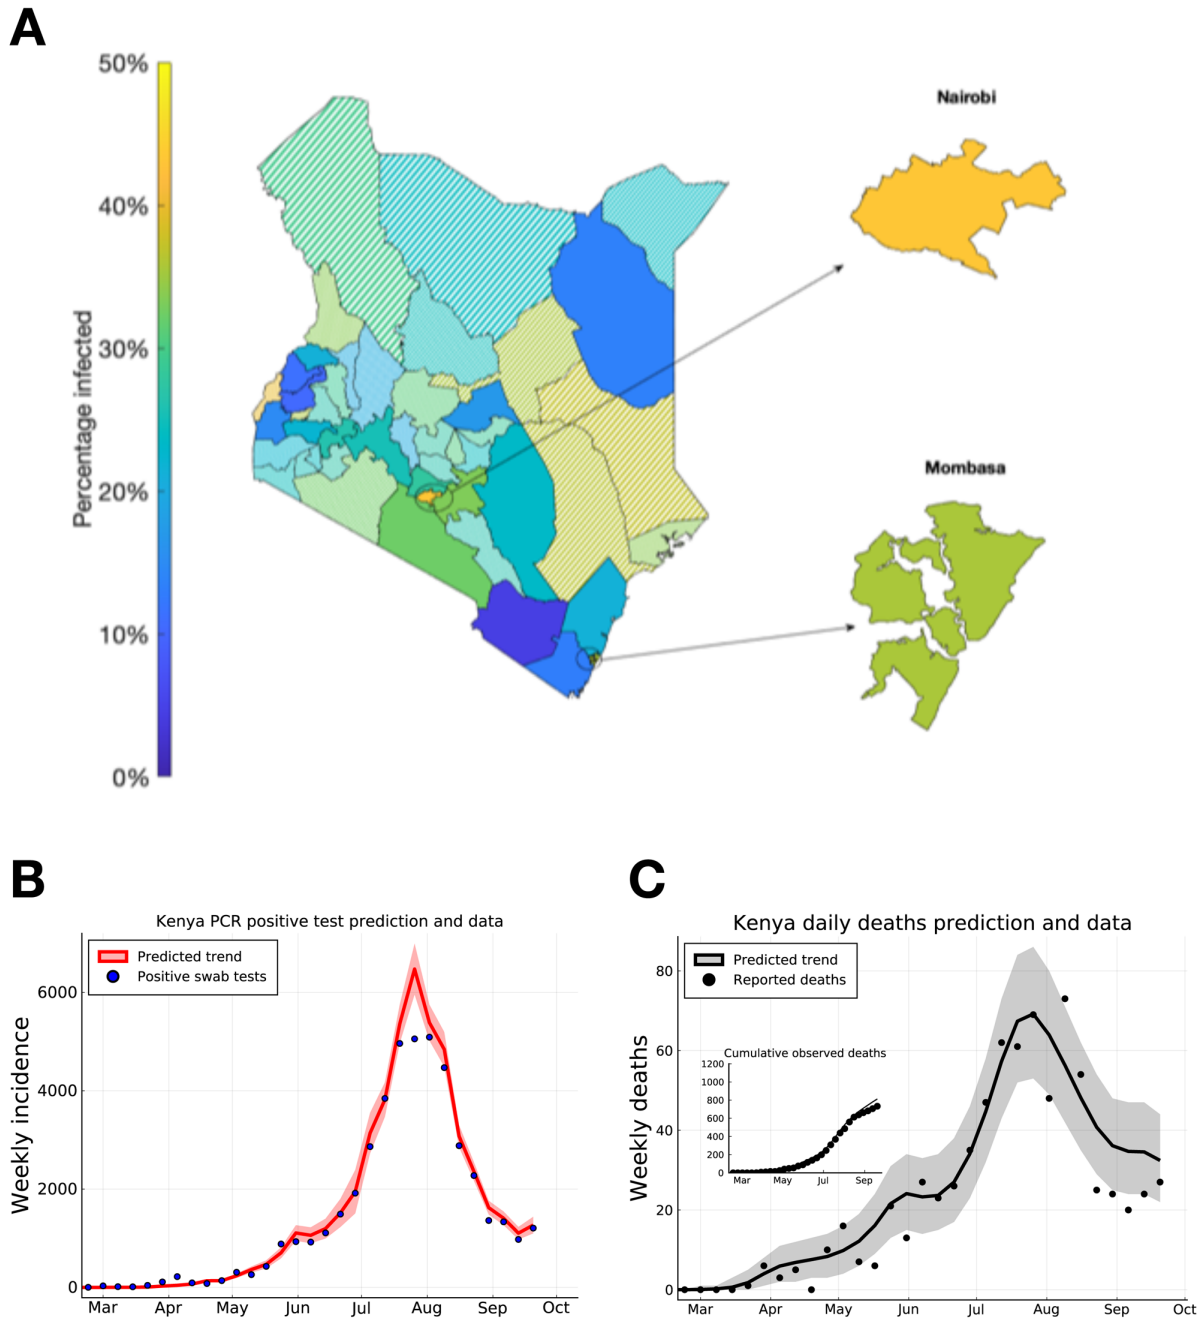 A
50%
40%
30%
20%
10%
0%
Percentage infected
Nairobi
Mombasa
B
Kenya PCR positive test prediction and data
Predicted trend
Positive swab tests
Weekly incidence
6000
4000
2000
0
Mar Apr May Jun Jul Aug Sep Oct
C
Kenya daily deaths prediction and data
Predicted trend
Reported deaths
Weekly deaths
80
60
40
20
0
Cumulative observed deaths
1200
1000
800
600
400
200
0
Mar May Jul Sep
Mar Apr May Jun Jul Aug Sep Oct